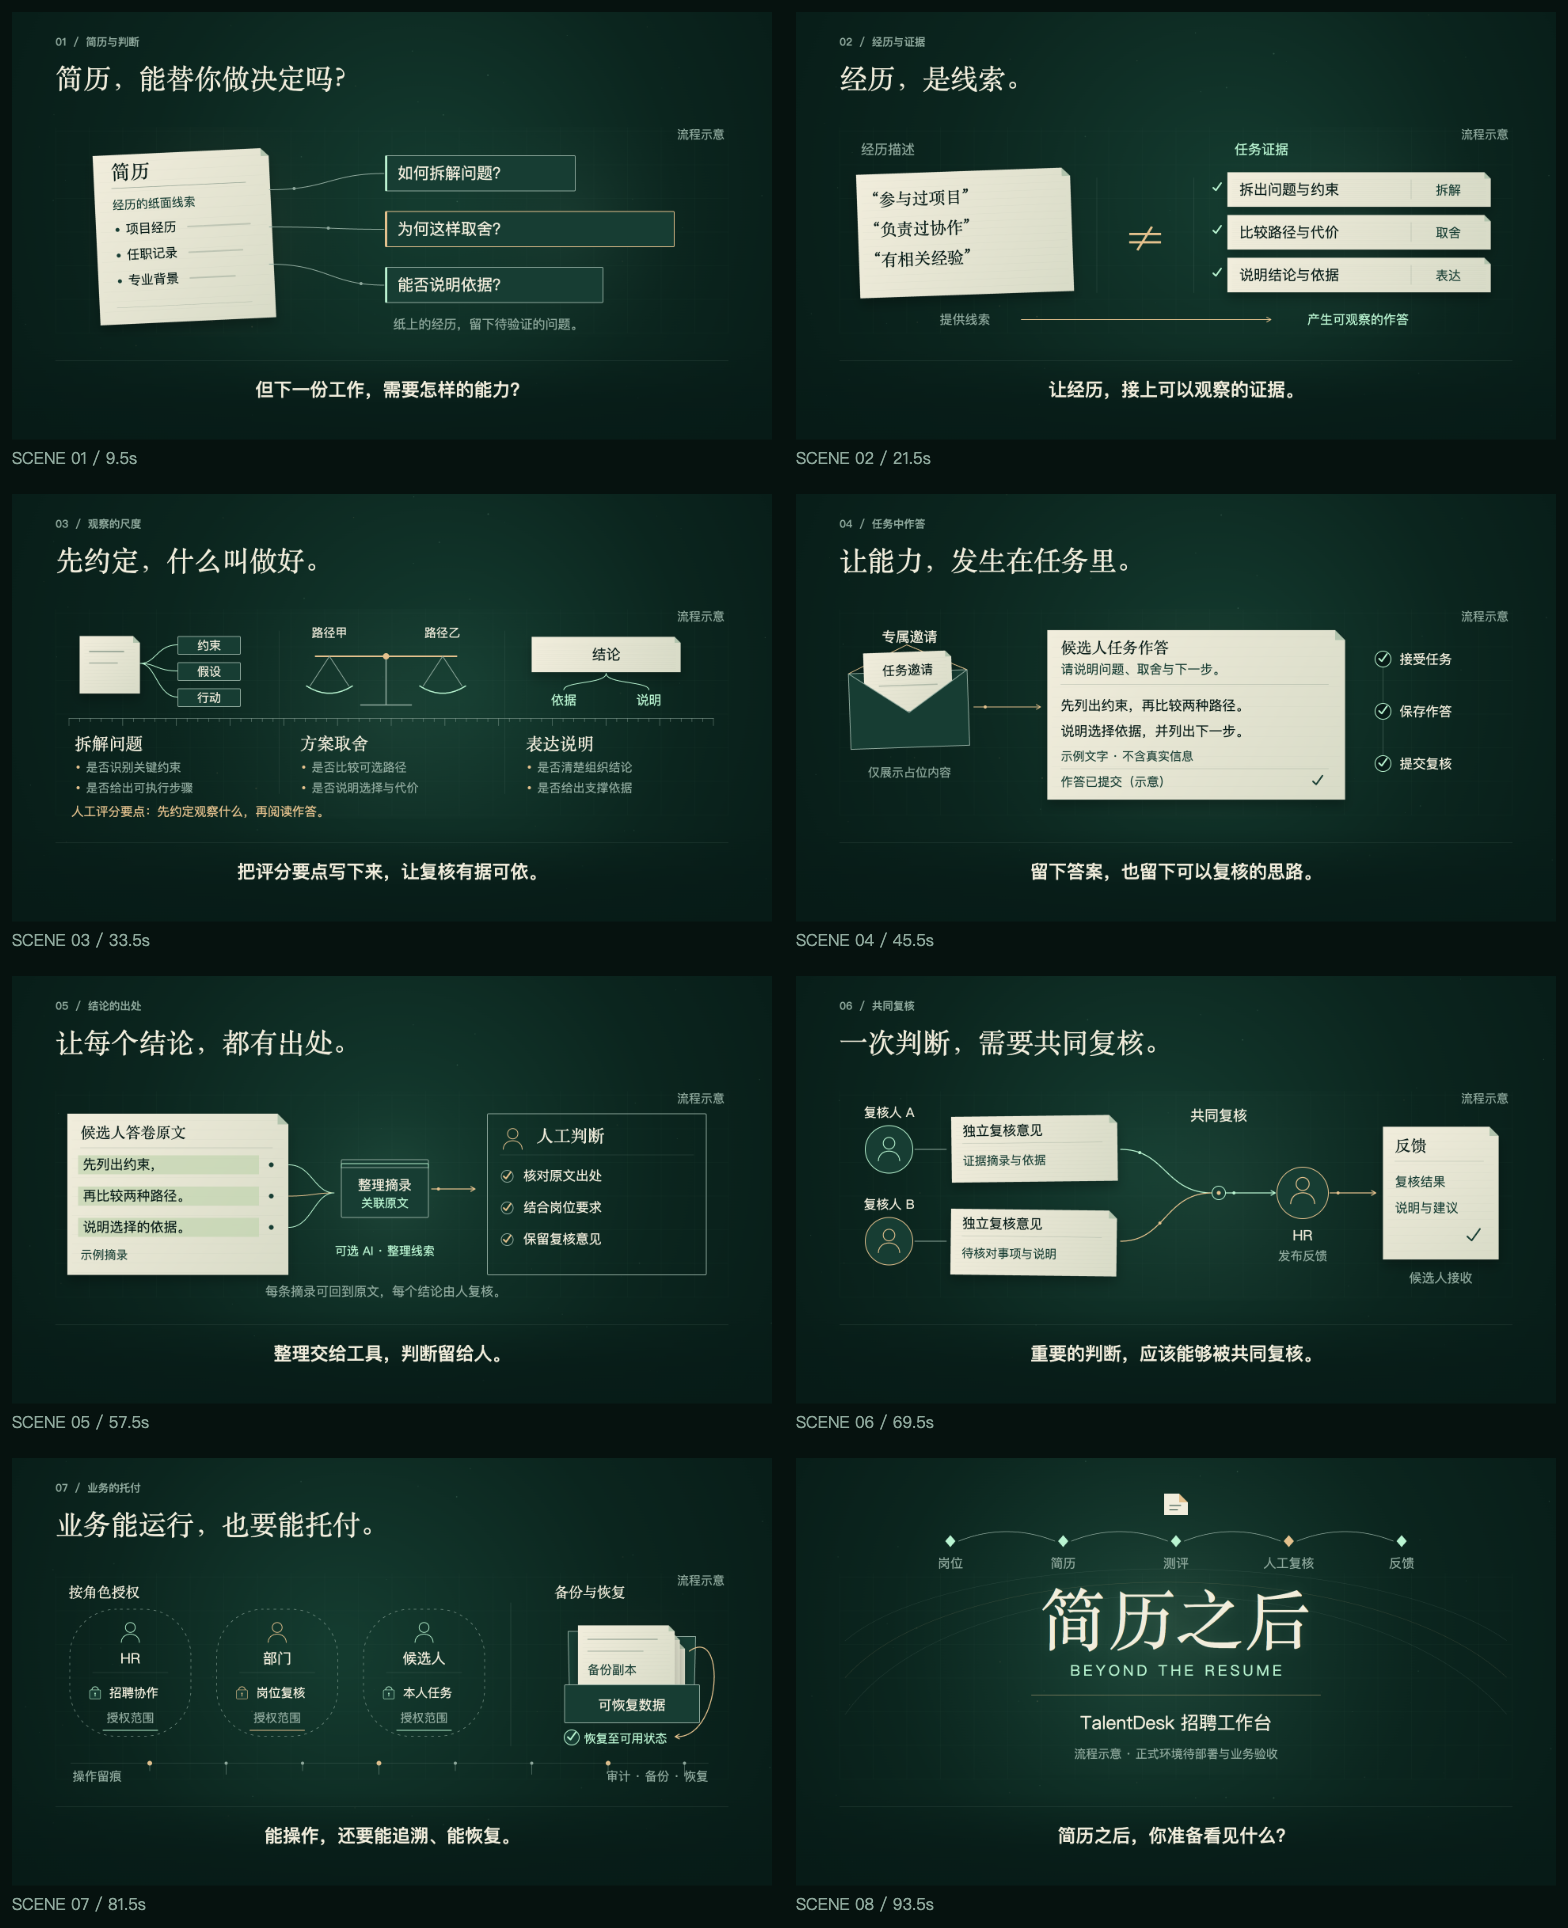 01 / 简历与判断
简历，能替你做决定吗？
流程示意
简历
经历的纸面线索
• 项目经历
• 任职记录
• 专业背景
如何拆解问题？
为何这样取舍？
能否说明依据？
纸上的经历，留下待验证的问题。
但下一份工作，需要怎样的能力？
SCENE 01 / 9.5s
02 / 经历与证据
经历，是线索。
流程示意
经历描述
“参与过项目”
“负责过协作”
“有相关经验”
≠
任务证据
拆出问题与约束 拆解
比较路径与代价 取舍
说明结论与依据 表达
提供线索
产生可观察的作答
让经历，接上可以观察的证据。
SCENE 02 / 21.5s
03 / 观察的尺度
先约定，什么叫做好。
流程示意
约束
假设
行动
路径甲
路径乙
结论
依据
说明
拆解问题
• 是否识别关键约束
• 是否给出可执行步骤
方案取舍
• 是否比较可选路径
• 是否说明选择与代价
表达说明
• 是否清楚组织结论
• 是否给出支撑依据
人工评分要点：先约定观察什么，再阅读作答。
把评分要点写下来，让复核有据可依。
SCENE 03 / 33.5s
04 / 任务中作答
让能力，发生在任务里。
流程示意
专属邀请
任务邀请
仅展示占位内容
候选人任务作答
请说明问题、取舍与下一步。
先列出约束，再比较两种路径。
说明选择依据，并列出下一步。
示例文字 · 不含真实信息
作答已提交（示意）
接受任务
保存作答
提交复核
留下答案，也留下可以复核的思路。
SCENE 04 / 45.5s
05 / 结论的出处
让每个结论，都有出处。
流程示意
候选人答卷原文
先列出约束，
再比较两种路径。
说明选择的依据。
示例摘录
整理摘录
关联原文
可选 AI · 整理线索
人工判断
核对原文出处
结合岗位要求
保留复核意见
每条摘录可回到原文，每个结论由人复核。
整理交给工具，判断留给人。
SCENE 05 / 57.5s
06 / 共同复核
一次判断，需要共同复核。
流程示意
复核人 A
独立复核意见
证据摘录与依据
复核人 B
独立复核意见
待核对事项与说明
共同复核
HR
发布反馈
反馈
复核结果
说明与建议
候选人接收
重要的判断，应该能够被共同复核。
SCENE 06 / 69.5s
07 / 业务的托付
业务能运行，也要能托付。
流程示意
按角色授权
HR
招聘协作
授权范围
部门
岗位复核
授权范围
候选人
本人任务
授权范围
备份与恢复
备份副本
可恢复数据
恢复至可用状态
操作留痕
审计 · 备份 · 恢复
能操作，还要能追溯、能恢复。
SCENE 07 / 81.5s
岗位
简历
测评
人工复核
反馈
简历之后
BEYOND THE RESUME
TalentDesk 招聘工作台
流程示意 · 正式环境待部署与业务验收
简历之后，你准备看见什么？
SCENE 08 / 93.5s